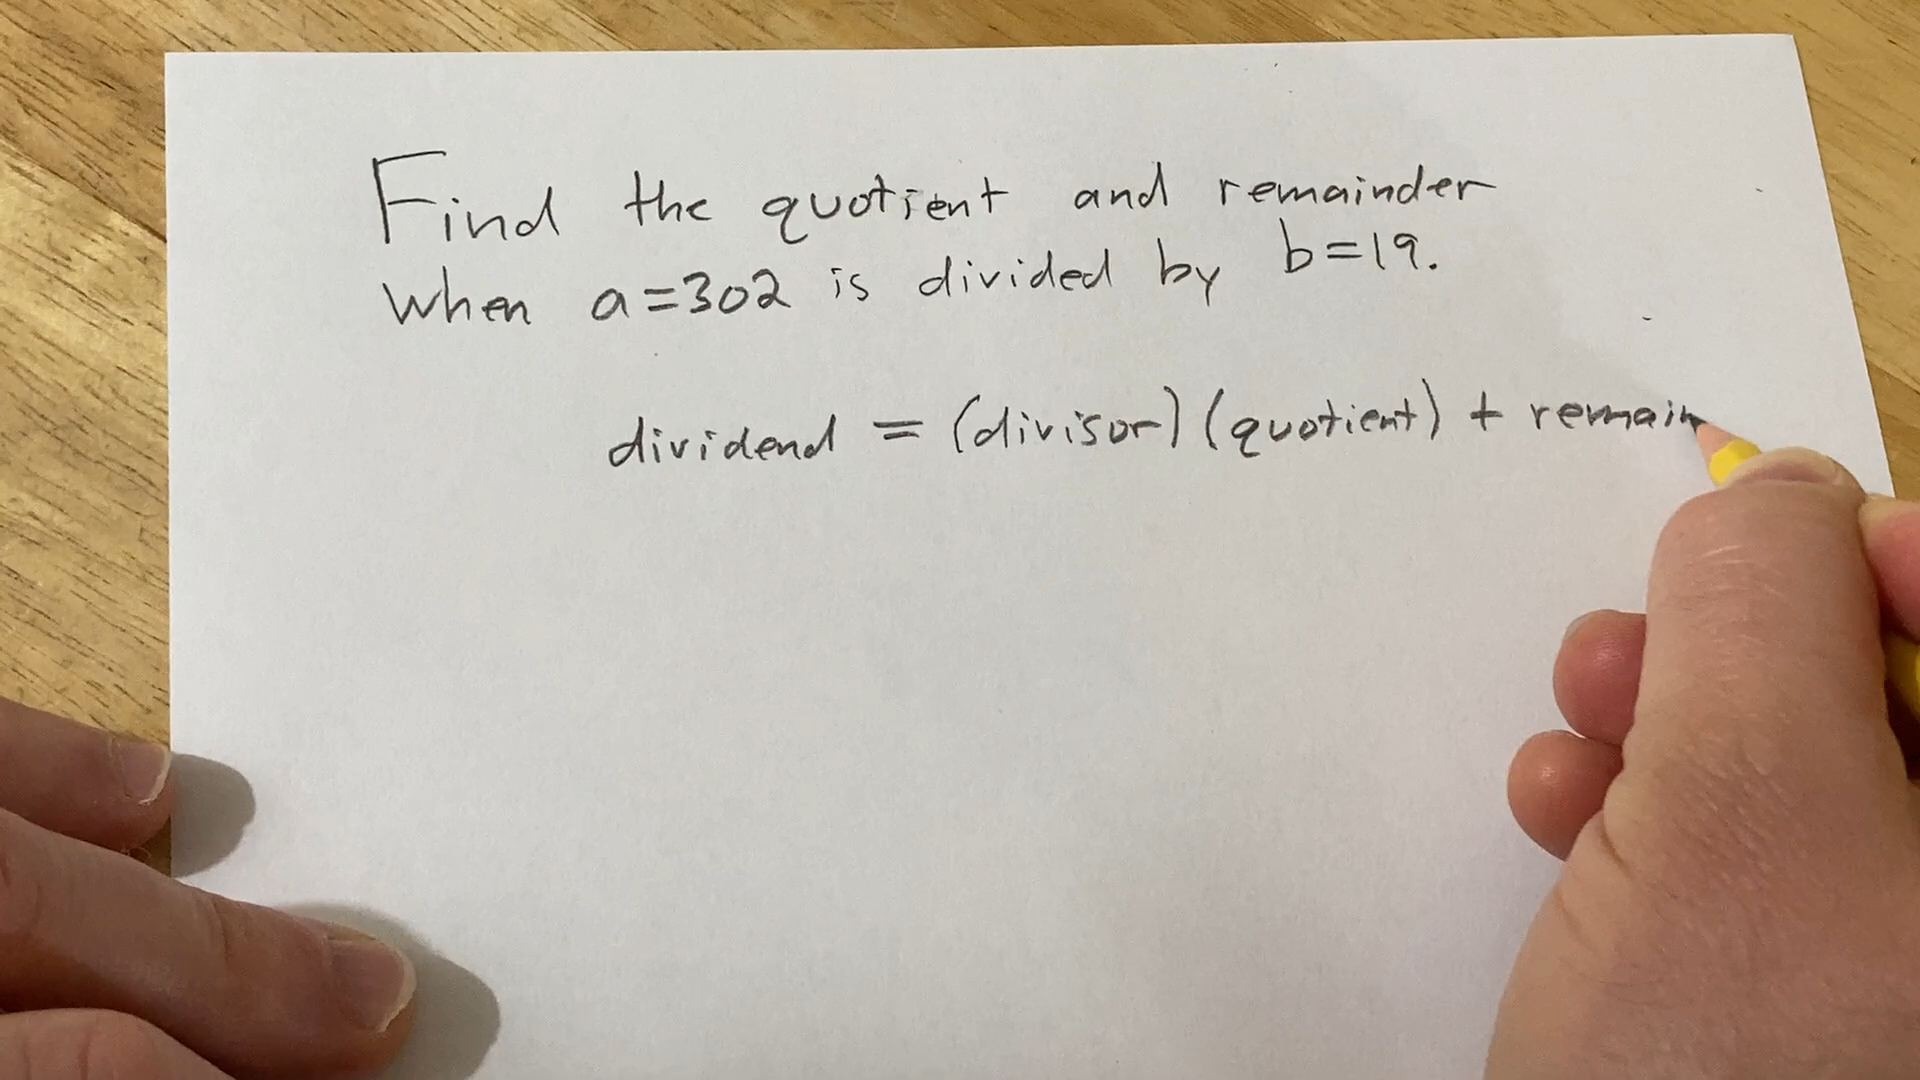 Find the quotient and remainder
when a=302 is divided by b=19.
dividend = (divisor)(quotient) + remain